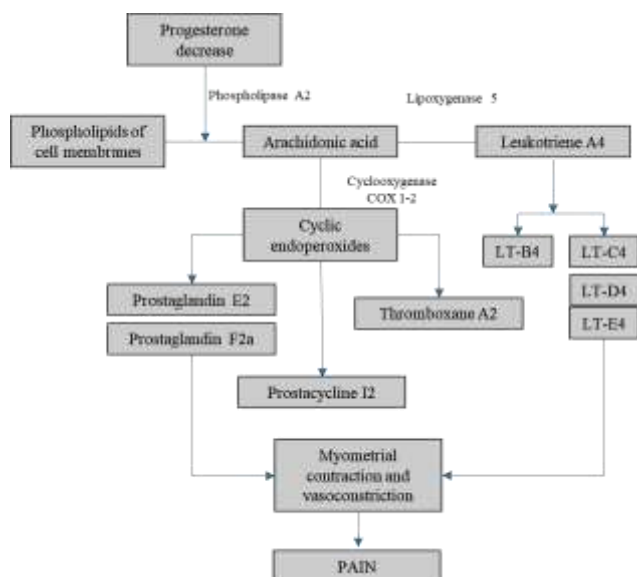 Progesterone
decrease
Phospholipase A2
Lipoxygenase 5
Phospholipids of
cell membranes
Arachidonic acid
Leukotriene A4
Cyclooxygenase
COX 1-2
Cyclic
endoperoxides
LT-B4
LT-C4
Prostaglandin E2
Thromboxane A2
LT-D4
Prostaglandin F2a
LT-E4
Prostacycline I2
Myometrial
contraction and
vasoconstriction
PAIN